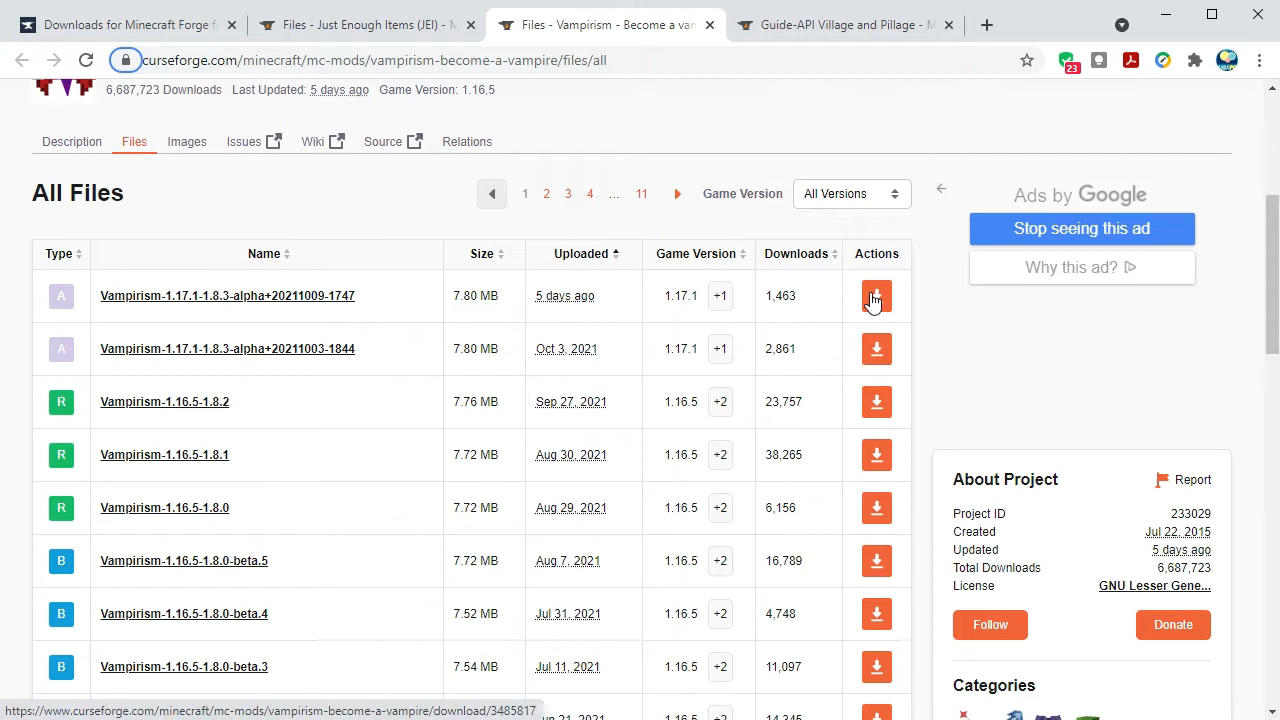 Downloads for Minecraft Forge f
Files - Just Enough Items (JEI) - M
Files - Vampirism - Become a van
Guide-API Village and Pillage - M
curseforge.com/minecraft/mc-mods/vampirism-become-a-vampire/files/all
23
6,687,723 Downloads Last Updated: 5 days ago Game Version: 1.16.5
Description Files Images Issues Wiki Source Relations
All Files
1 2 3 4 ... 11 Game Version All Versions
Ads by Google
Stop seeing this ad
Why this ad?
Type Name Size Uploaded Game Version Downloads Actions
A Vampirism-1.17.1-1.8.3-alpha+20211009-1747 7.80 MB 5 days ago 1.17.1 +1 1,463
A Vampirism-1.17.1-1.8.3-alpha+20211003-1844 7.80 MB Oct 3, 2021 1.17.1 +1 2,861
R Vampirism-1.16.5-1.8.2 7.76 MB Sep 27, 2021 1.16.5 +2 23,757
R Vampirism-1.16.5-1.8.1 7.72 MB Aug 30, 2021 1.16.5 +2 38,265
R Vampirism-1.16.5-1.8.0 7.72 MB Aug 29, 2021 1.16.5 +2 6,156
B Vampirism-1.16.5-1.8.0-beta.5 7.72 MB Aug 7, 2021 1.16.5 +2 16,789
B Vampirism-1.16.5-1.8.0-beta.4 7.52 MB Jul 31, 2021 1.16.5 +2 4,748
B Vampirism-1.16.5-1.8.0-beta.3 7.54 MB Jul 11, 2021 1.16.5 +2 11,097
About Project Report
Project ID 233029
Created Jul 22, 2015
Updated 5 days ago
Total Downloads 6,687,723
License GNU Lesser Gene...
Follow Donate
Categories
https://www.curseforge.com/minecraft/mc-mods/vampirism-become-a-vampire/download/3485817